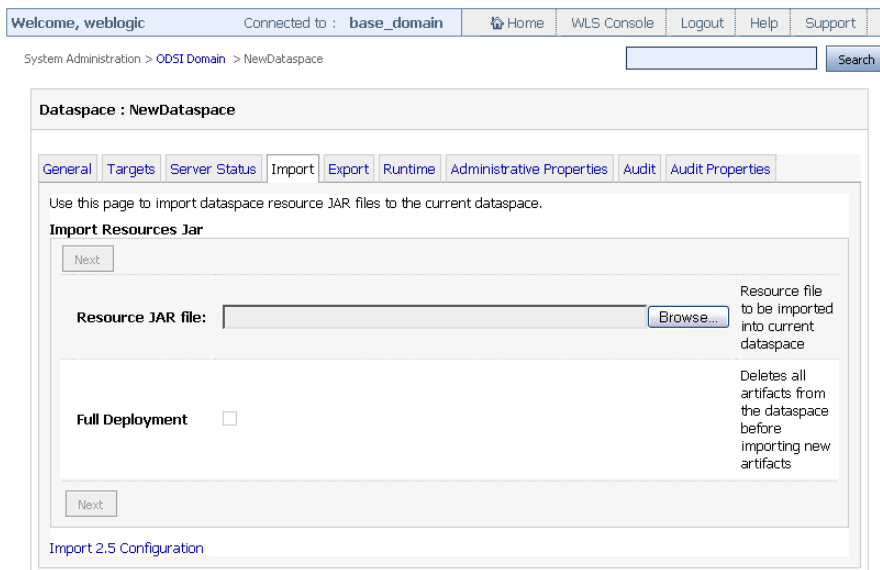 Welcome, weblogic Connected to : base_domain Home WLS Console Logout Help Support
System Administration > ODSI Domain > NewDataspace Search
Dataspace : NewDataspace
General Targets Server Status Import Export Runtime Administrative Properties Audit Audit Properties
Use this page to import dataspace resource JAR files to the current dataspace.
Import Resources Jar
Next
Resource JAR file: Browse...
Resource file
to be imported
into current
dataspace
Full Deployment
Deletes all
artifacts from
the dataspace
before
importing new
artifacts
Next
Import 2.5 Configuration